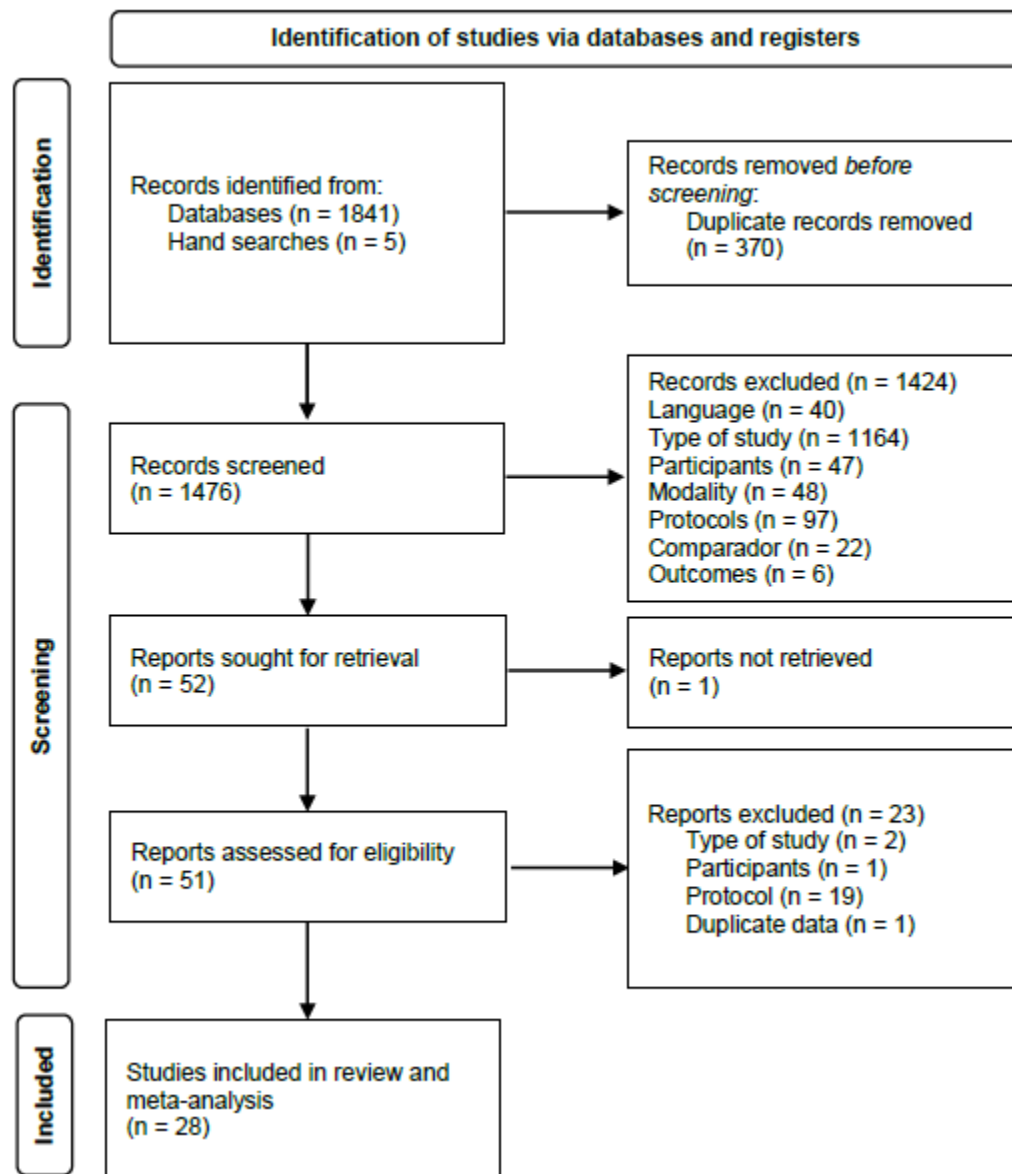 Identification of studies via databases and registers
Identification
Records identified from:
Databases (n = 1841)
Hand searches (n = 5)
Records removed before
screening:
Duplicate records removed
(n = 370)
Screening
Records screened
(n = 1476)
Records excluded (n = 1424)
Language (n = 40)
Type of study (n = 1164)
Participants (n = 47)
Modality (n = 48)
Protocols (n = 97)
Comparador (n = 22)
Outcomes (n = 6)
Reports sought for retrieval
(n = 52)
Reports not retrieved
(n = 1)
Reports assessed for eligibility
(n = 51)
Reports excluded (n = 23)
Type of study (n = 2)
Participants (n = 1)
Protocol (n = 19)
Duplicate data (n = 1)
Included
Studies included in review and
meta-analysis
(n = 28)